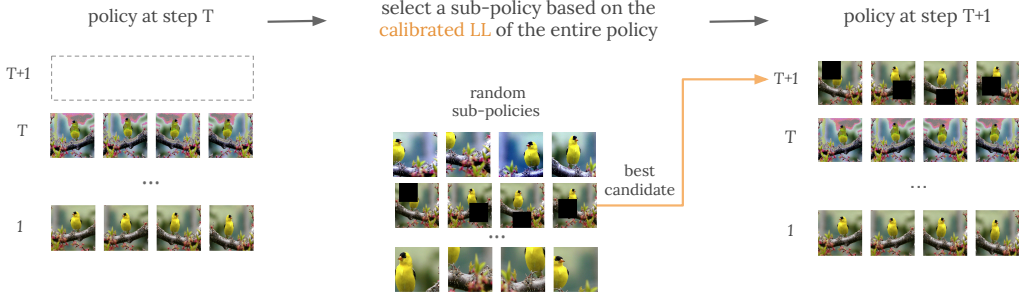 policy at step T
select a sub-policy based on the
calibrated LL of the entire policy
policy at step T+1
T+1
T
...
1
random
sub-policies
...
best
candidate
T+1
T
...
1